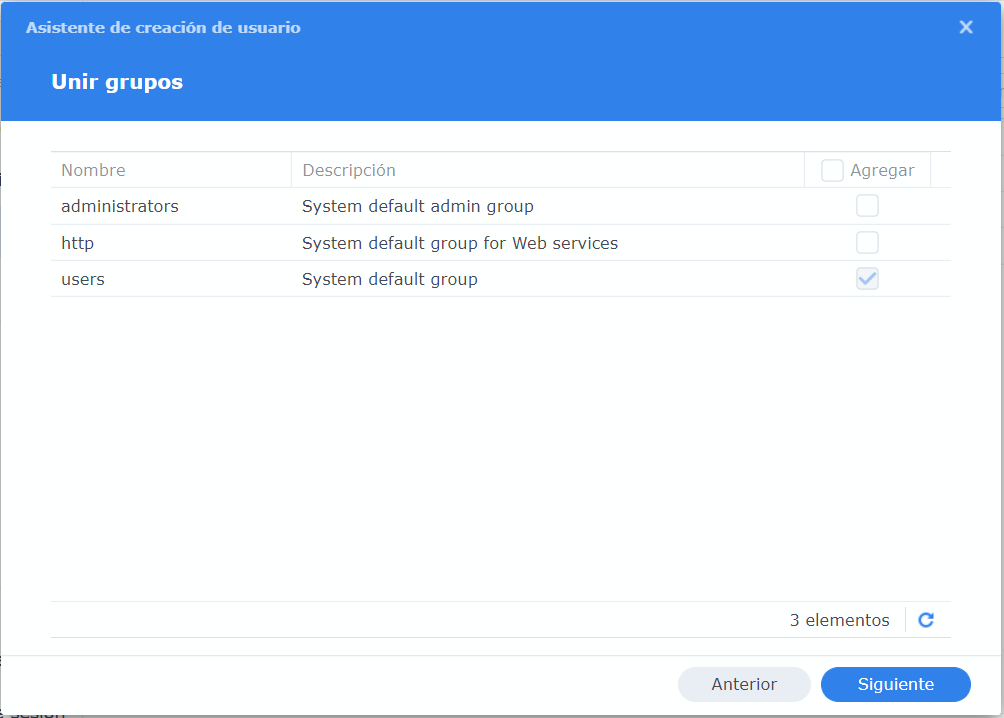 Asistente de creación de usuario
Unir grupos
Nombre Descripción Agregar
administrators System default admin group
http System default group for Web services
users System default group
3 elementos
Anterior Siguiente